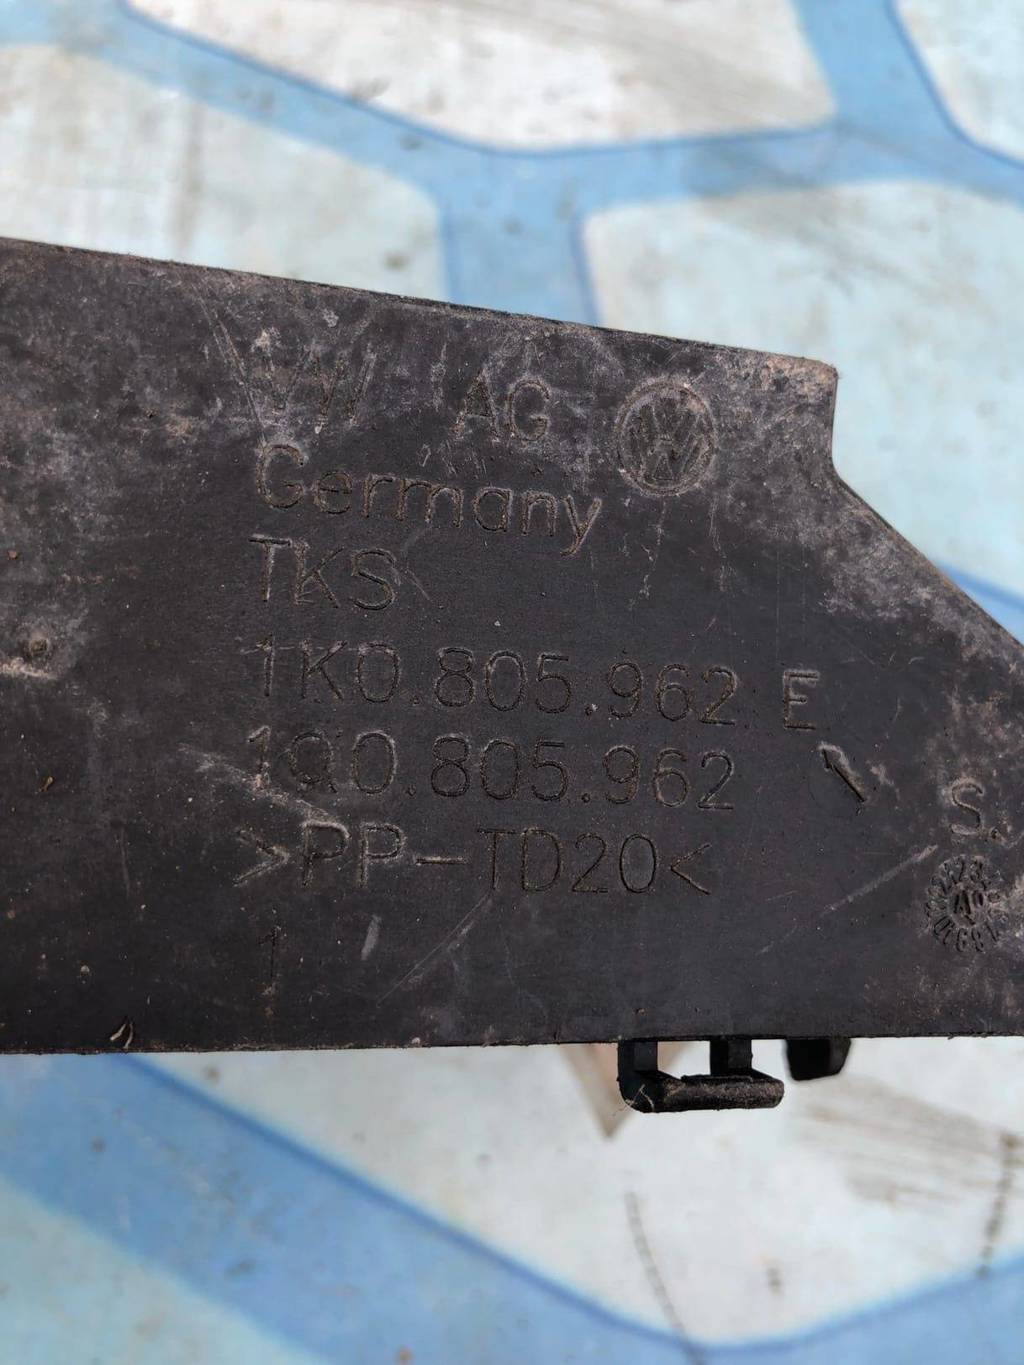 VW AG
Germany
TKS
1K0.805.962 E
1Q0.805.962
>PP-TD20<
1
S.